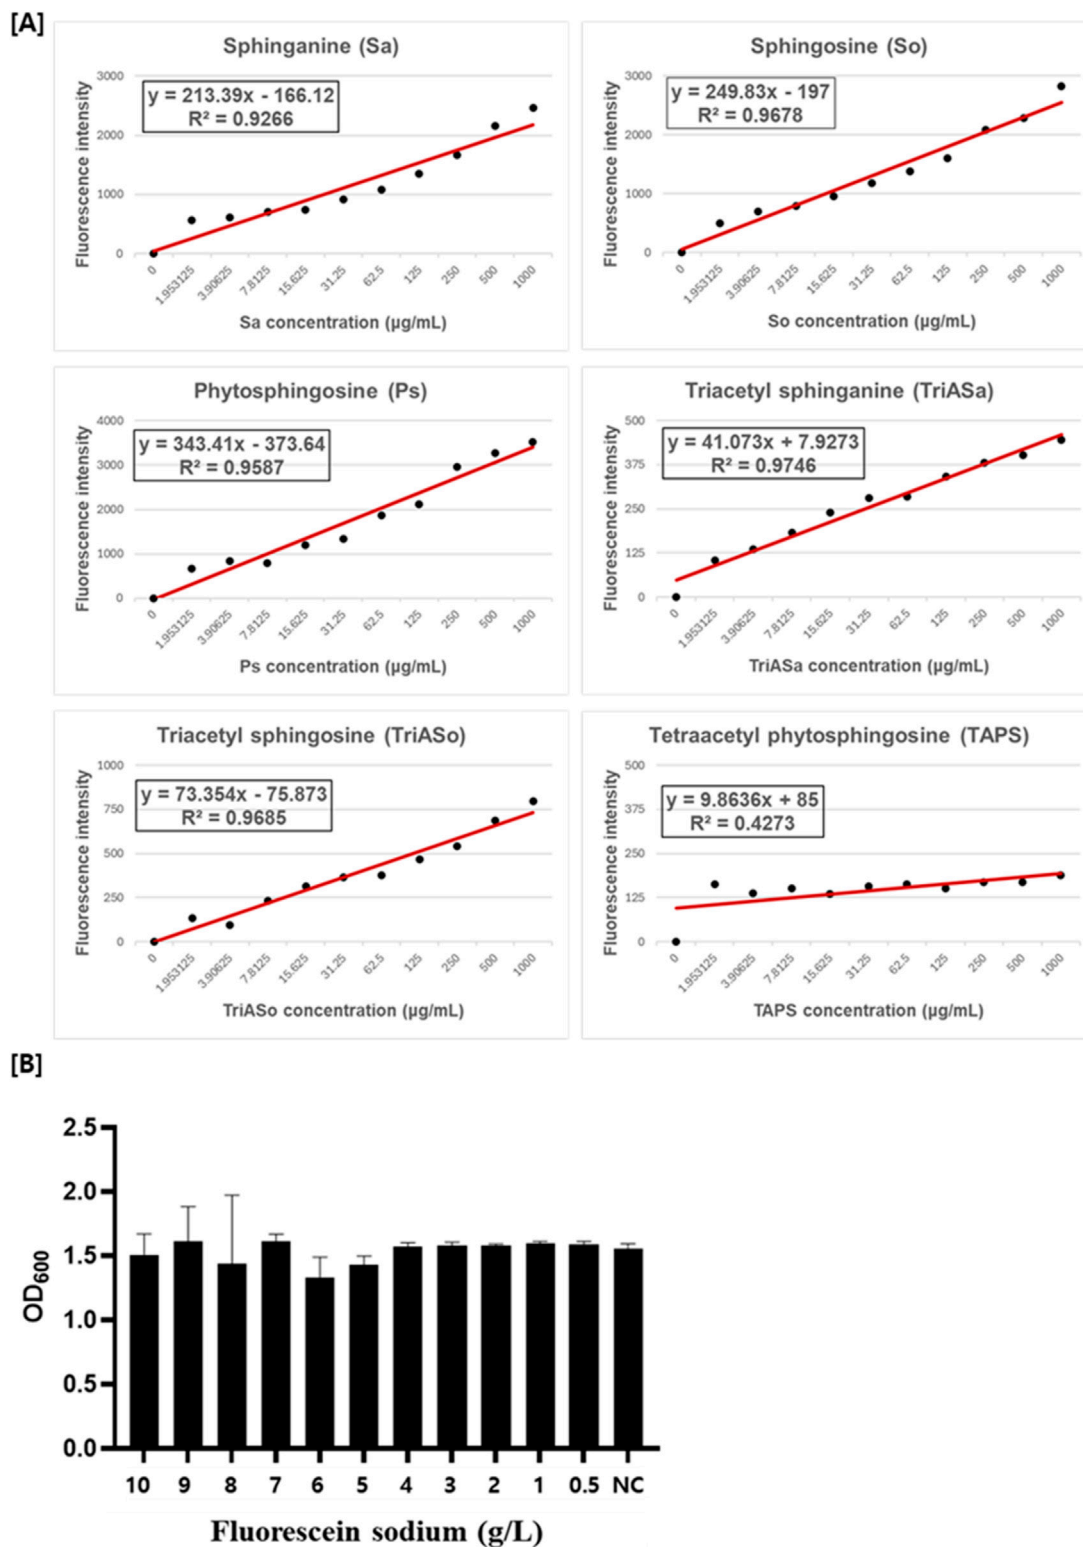 [A]
Sphinganine (Sa)
y = 213.39x - 166.12
R² = 0.9266
Fluorescence intensity
3000
2000
1000
0
0 1.953125 3.90625 7.8125 15.625 31.25 62.5 125 250 500 1000
Sa concentration (µg/mL)
Sphingosine (So)
y = 249.83x - 197
R² = 0.9678
Fluorescence intensity
3000
2000
1000
0
0 1.953125 3.90625 7.8125 15.625 31.25 62.5 125 250 500 1000
So concentration (µg/mL)
Phytosphingosine (Ps)
y = 343.41x - 373.64
R² = 0.9587
Fluorescence intensity
4000
3000
2000
1000
0
0 1.953125 3.90625 7.8125 15.625 31.25 62.5 125 250 500 1000
Ps concentration (µg/mL)
Triacetyl sphinganine (TriASa)
y = 41.073x + 7.9273
R² = 0.9746
Fluorescence intensity
500
375
250
125
0
0 1.953125 3.90625 7.8125 15.625 31.25 62.5 125 250 500 1000
TriASa concentration (µg/mL)
Triacetyl sphingosine (TriASo)
y = 73.354x - 75.873
R² = 0.9685
Fluorescence intensity
1000
750
500
250
0
0 1.953125 3.90625 7.8125 15.625 31.25 62.5 125 250 500 1000
TriASo concentration (µg/mL)
Tetraacetyl phytosphingosine (TAPS)
y = 9.8636x + 85
R² = 0.4273
Fluorescence intensity
500
375
250
125
0
0 1.953125 3.90625 7.8125 15.625 31.25 62.5 125 250 500 1000
TAPS concentration (µg/mL)
[B]
OD600
2.5
2.0
1.5
1.0
0.5
0.0
10 9 8 7 6 5 4 3 2 1 0.5 NC
Fluorescein sodium (g/L)